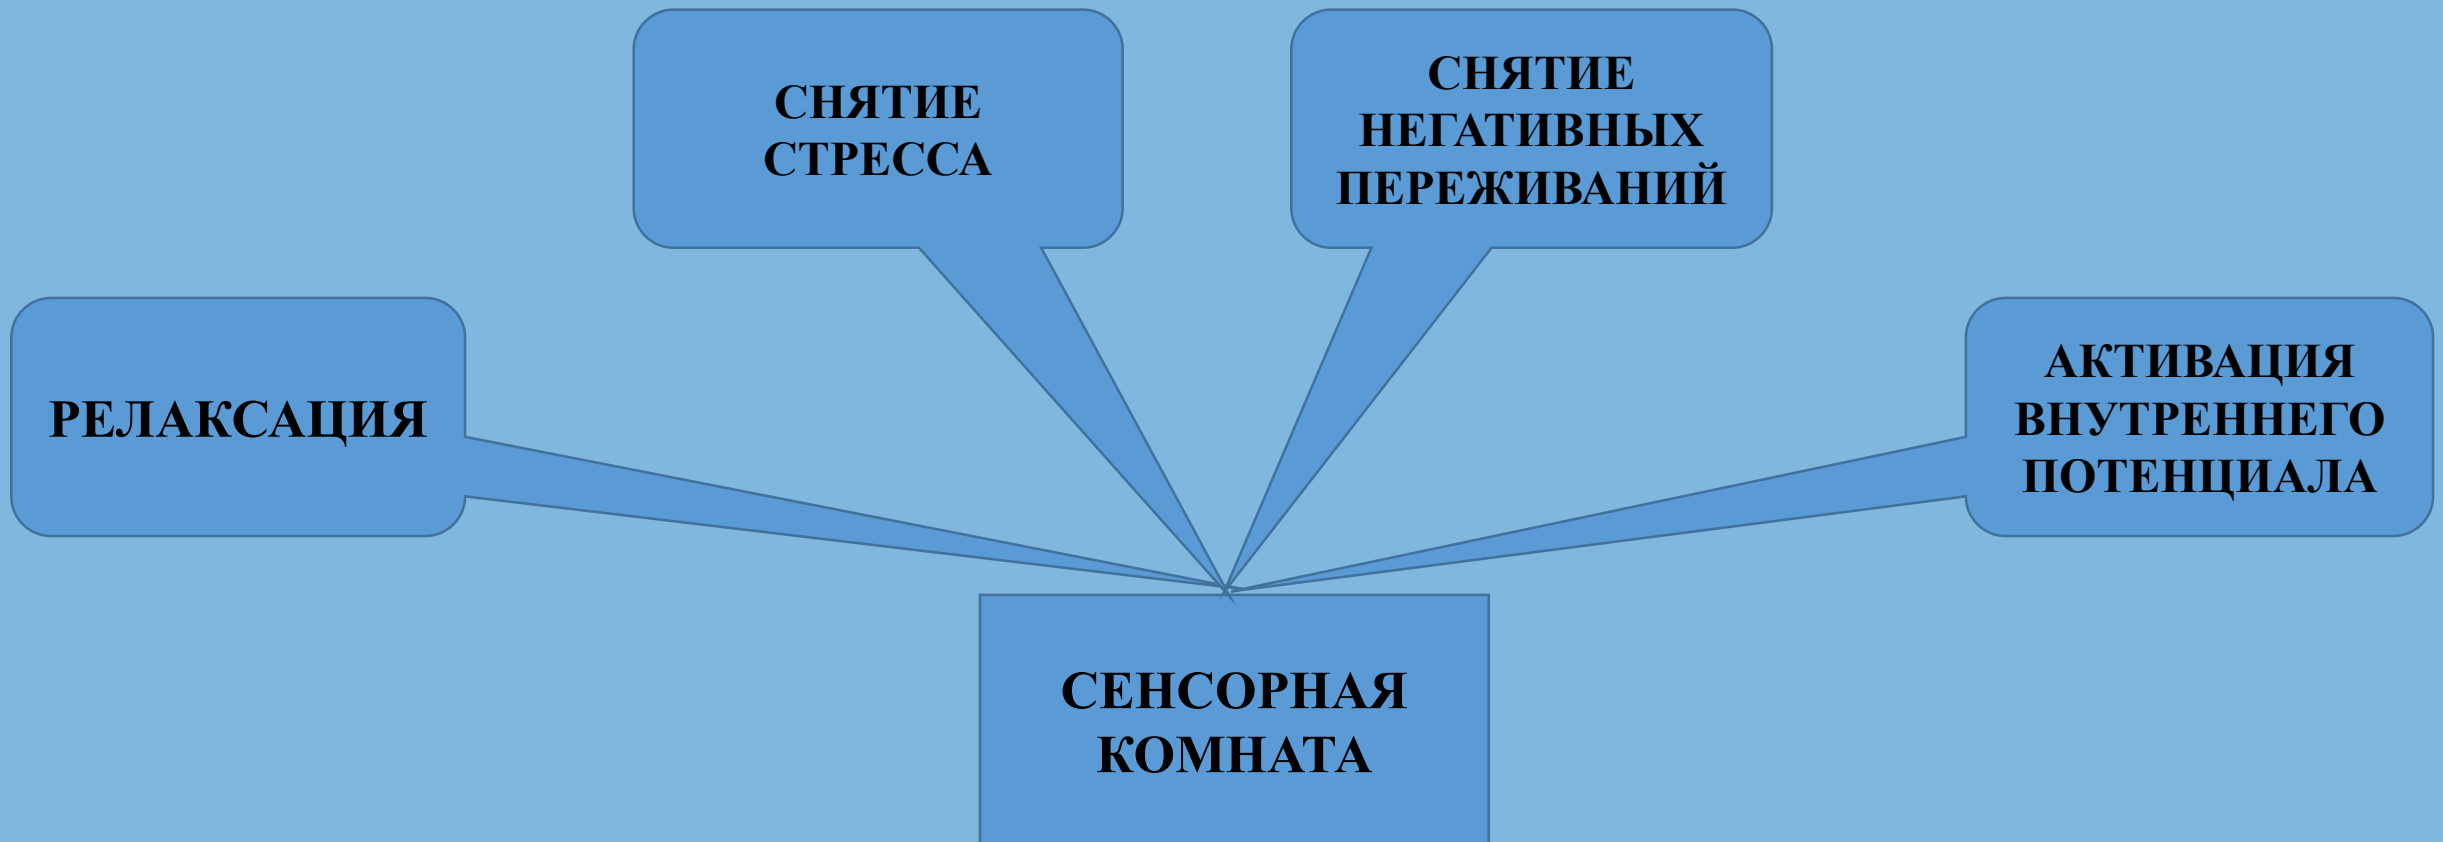 СНЯТИЕ
СТРЕССА
СНЯТИЕ
НЕГАТИВНЫХ
ПЕРЕЖИВАНИЙ
РЕЛАКСАЦИЯ
АКТИВАЦИЯ
ВНУТРЕННЕГО
ПОТЕНЦИАЛА
СЕНСОРНАЯ
КОМНАТА